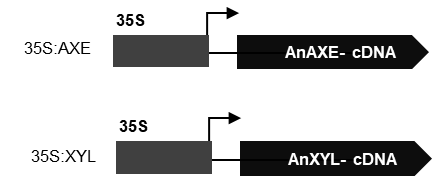 35S
35S:AXE
AnAXE- cDNA
35S
35S:XYL
AnXYL- cDNA